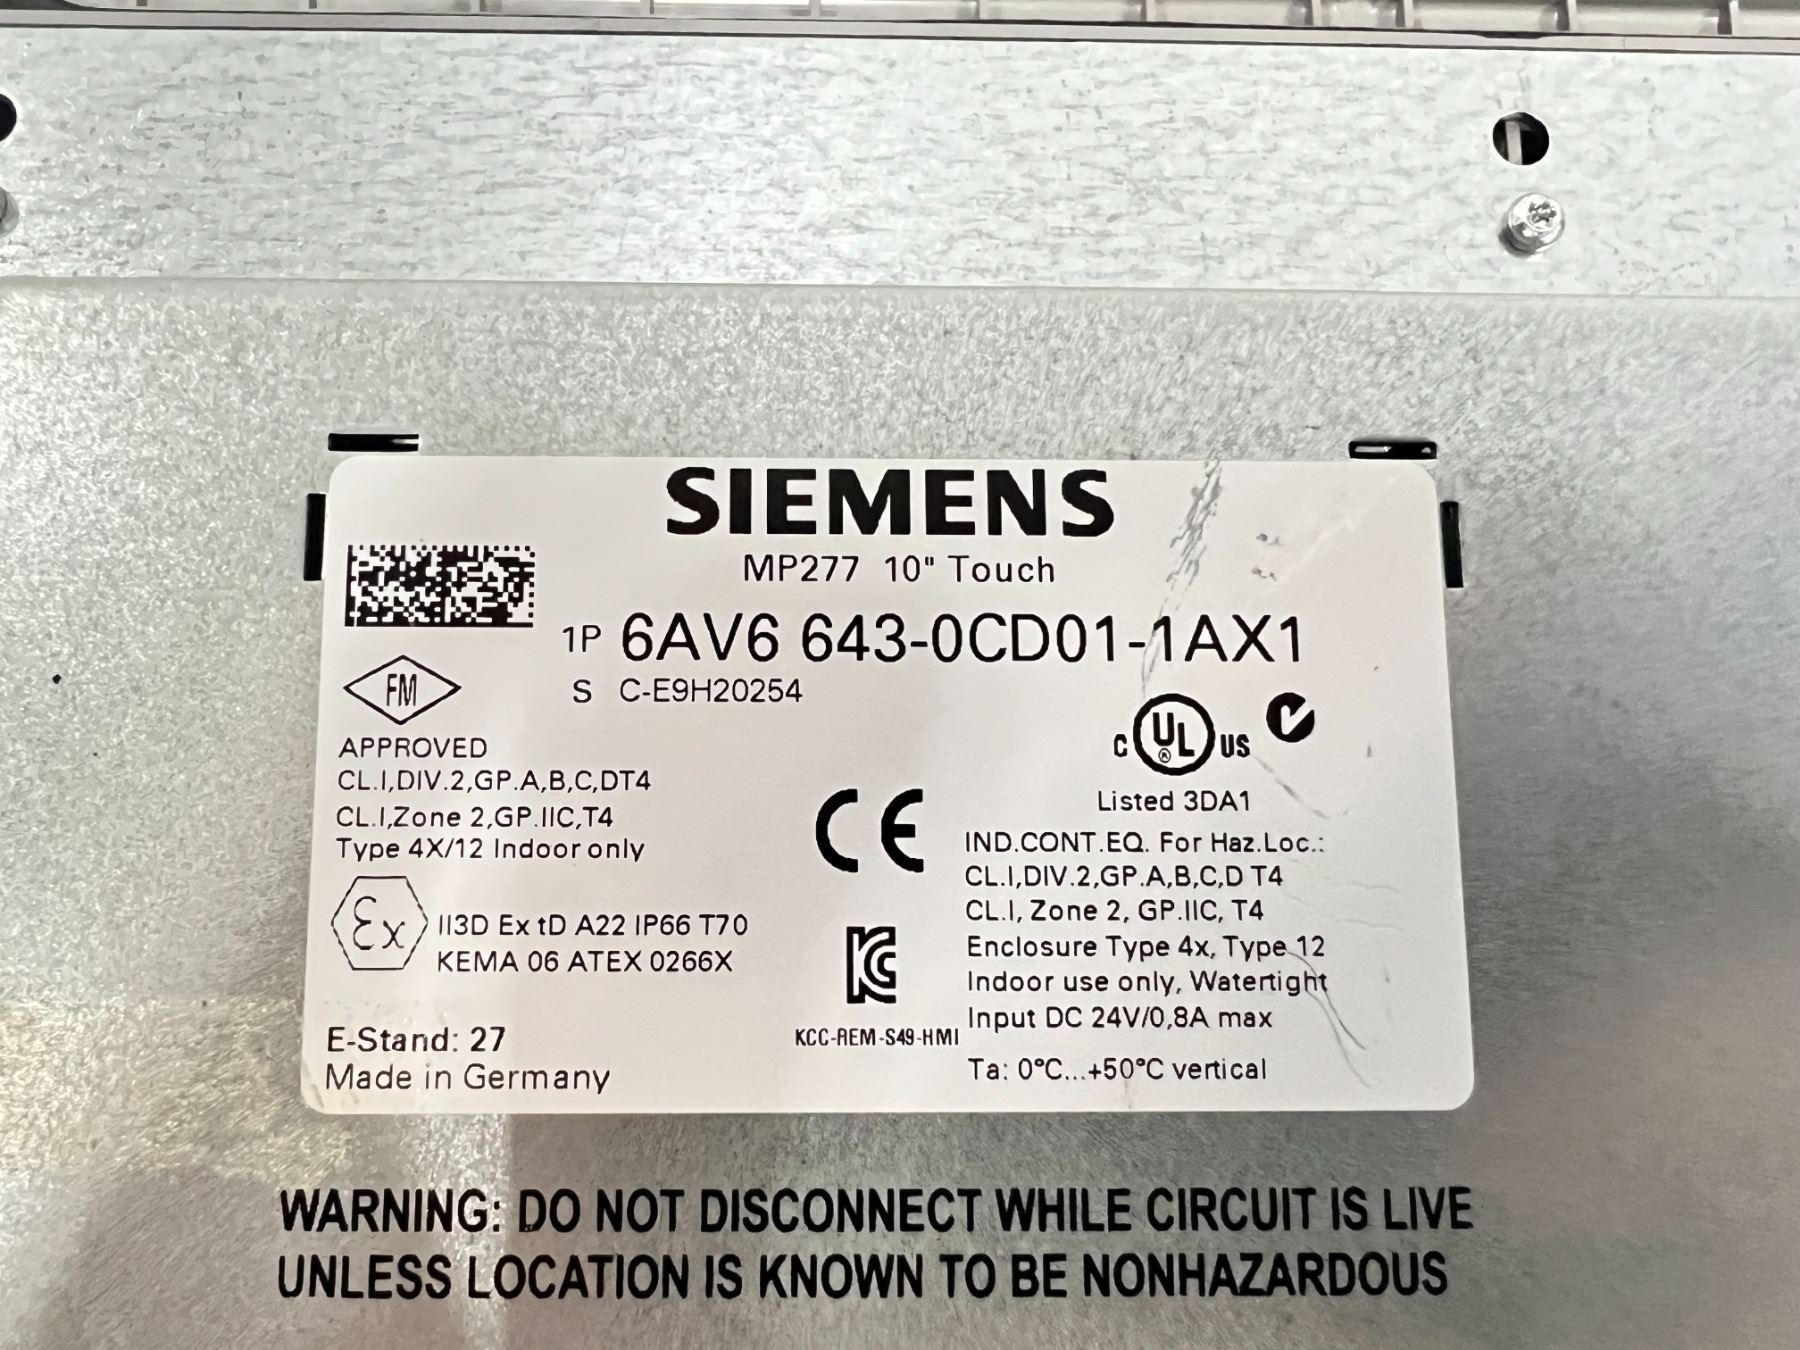 SIEMENS
MP277 10" Touch
1P 6AV6 643-0CD01-1AX1
S C-E9H20254
FM
APPROVED
CL.I,DIV.2,GP.A,B,C,DT4
CL.I,Zone 2,GP.IIC,T4
Type 4X/12 Indoor only
Ex
II3D Ex tD A22 IP66 T70
KEMA 06 ATEX 0266X
E-Stand: 27
Made in Germany
CE
KC
KCC-REM-S49-HMI
C UL ® US
Listed 3DA1
IND.CONT.EQ. For Haz.Loc.:
CL.I,DIV.2,GP.A,B,C,D T4
CL.I, Zone 2, GP.IIC, T4
Enclosure Type 4x, Type 12
Indoor use only, Watertight
Input DC 24V/0,8A max
Ta: 0°C...+50°C vertical
WARNING: DO NOT DISCONNECT WHILE CIRCUIT IS LIVE
UNLESS LOCATION IS KNOWN TO BE NONHAZARDOUS